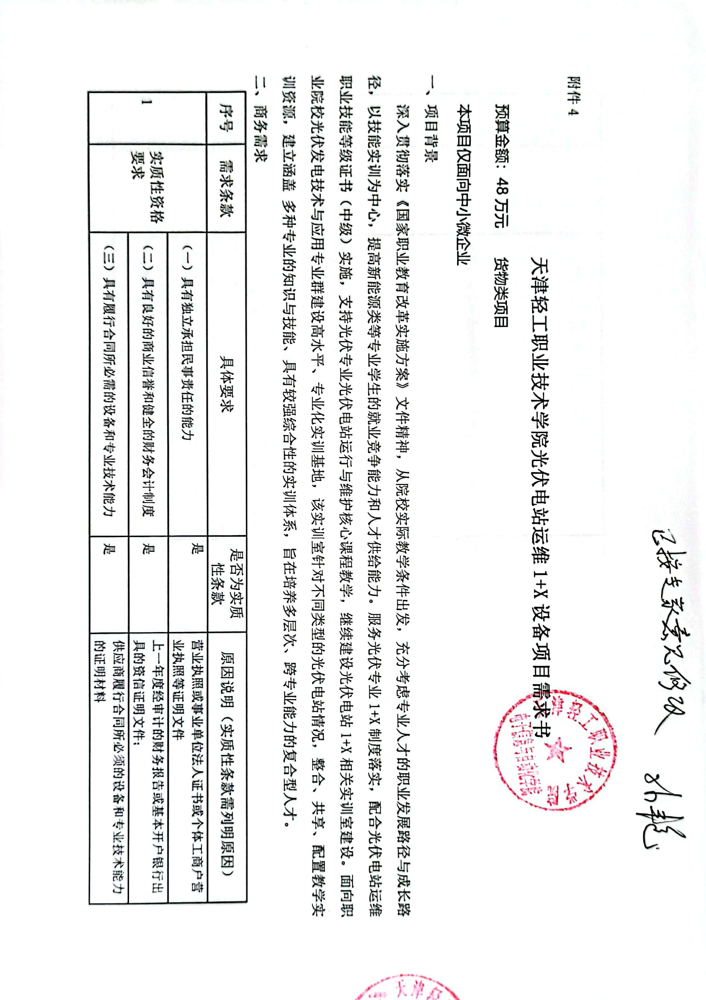 已按专家意见修改
附件 4
天津轻工职业技术学院光伏电站运维 1+X 设备项目需求书
预算金额：48 万元 货物类项目
本项目仅面向中小微企业
一、项目背景
深入贯彻落实《国家职业教育改革实施方案》文件精神，从院校实际教学条件出发，充分考虑专业人才的职业发展路径与成长路
径，以技能实训为中心，提高新能源类等专业学生的就业竞争能力和人才供给能力。服务光伏专业 1+X 制度落实，配合光伏电站运维
职业技能等级证书（中级）实施，支持光伏专业光伏电站运行与维护核心课程教学，继续建设光伏电站 1+X 相关实训室建设。面向职
业院校光伏发电技术与应用专业群建设高水平、专业化实训基地，该实训室针对不同类型的光伏电站情况，整合、共享、配置教学实
训资源，建立涵盖 多种专业的知识与技能、具有较强综合性的实训体系，旨在培养多层次、跨专业能力的复合型人才。
二、商务需求
序号 需求条款 具体要求 是否为实质
性条款 原因说明（实质性条款需列明原因）
1 实质性资格
要求
（一）具有独立承担民事责任的能力 是 营业执照或事业单位法人证书或个体工商户营
业执照等证明文件
（二）具有良好的商业信誉和健全的财务会计制度 是 上一年度经审计的财务报告或基本开户银行出
具的资信证明文件；
（三）具有履行合同所必需的设备和专业技术能力 是 供应商履行合同所必须的设备和专业技术能力
的证明材料
津轻工职业技术学院
电子信息与自动化学院
天津轻